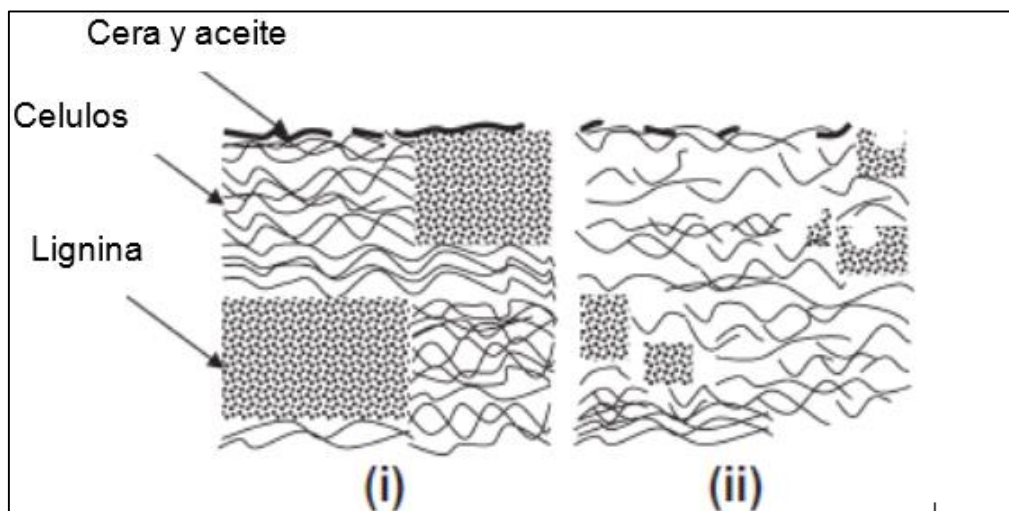 Cera y aceite
Celulos
Lignina
(i)
(ii)